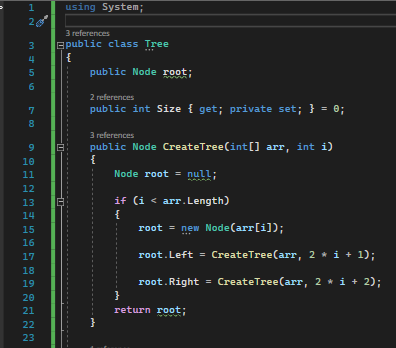 1 using System;
2
3 references
3 public class Tree
4 {
5 public Node root;
6
2 references
7 public int Size { get; private set; } = 0;
8
3 references
9 public Node CreateTree(int[] arr, int i)
10 {
11 Node root = null;
12
13 if (i < arr.Length)
14 {
15 root = new Node(arr[i]);
16
17 root.Left = CreateTree(arr, 2 * i + 1);
18
19 root.Right = CreateTree(arr, 2 * i + 2);
20 }
21 return root;
22 }
23